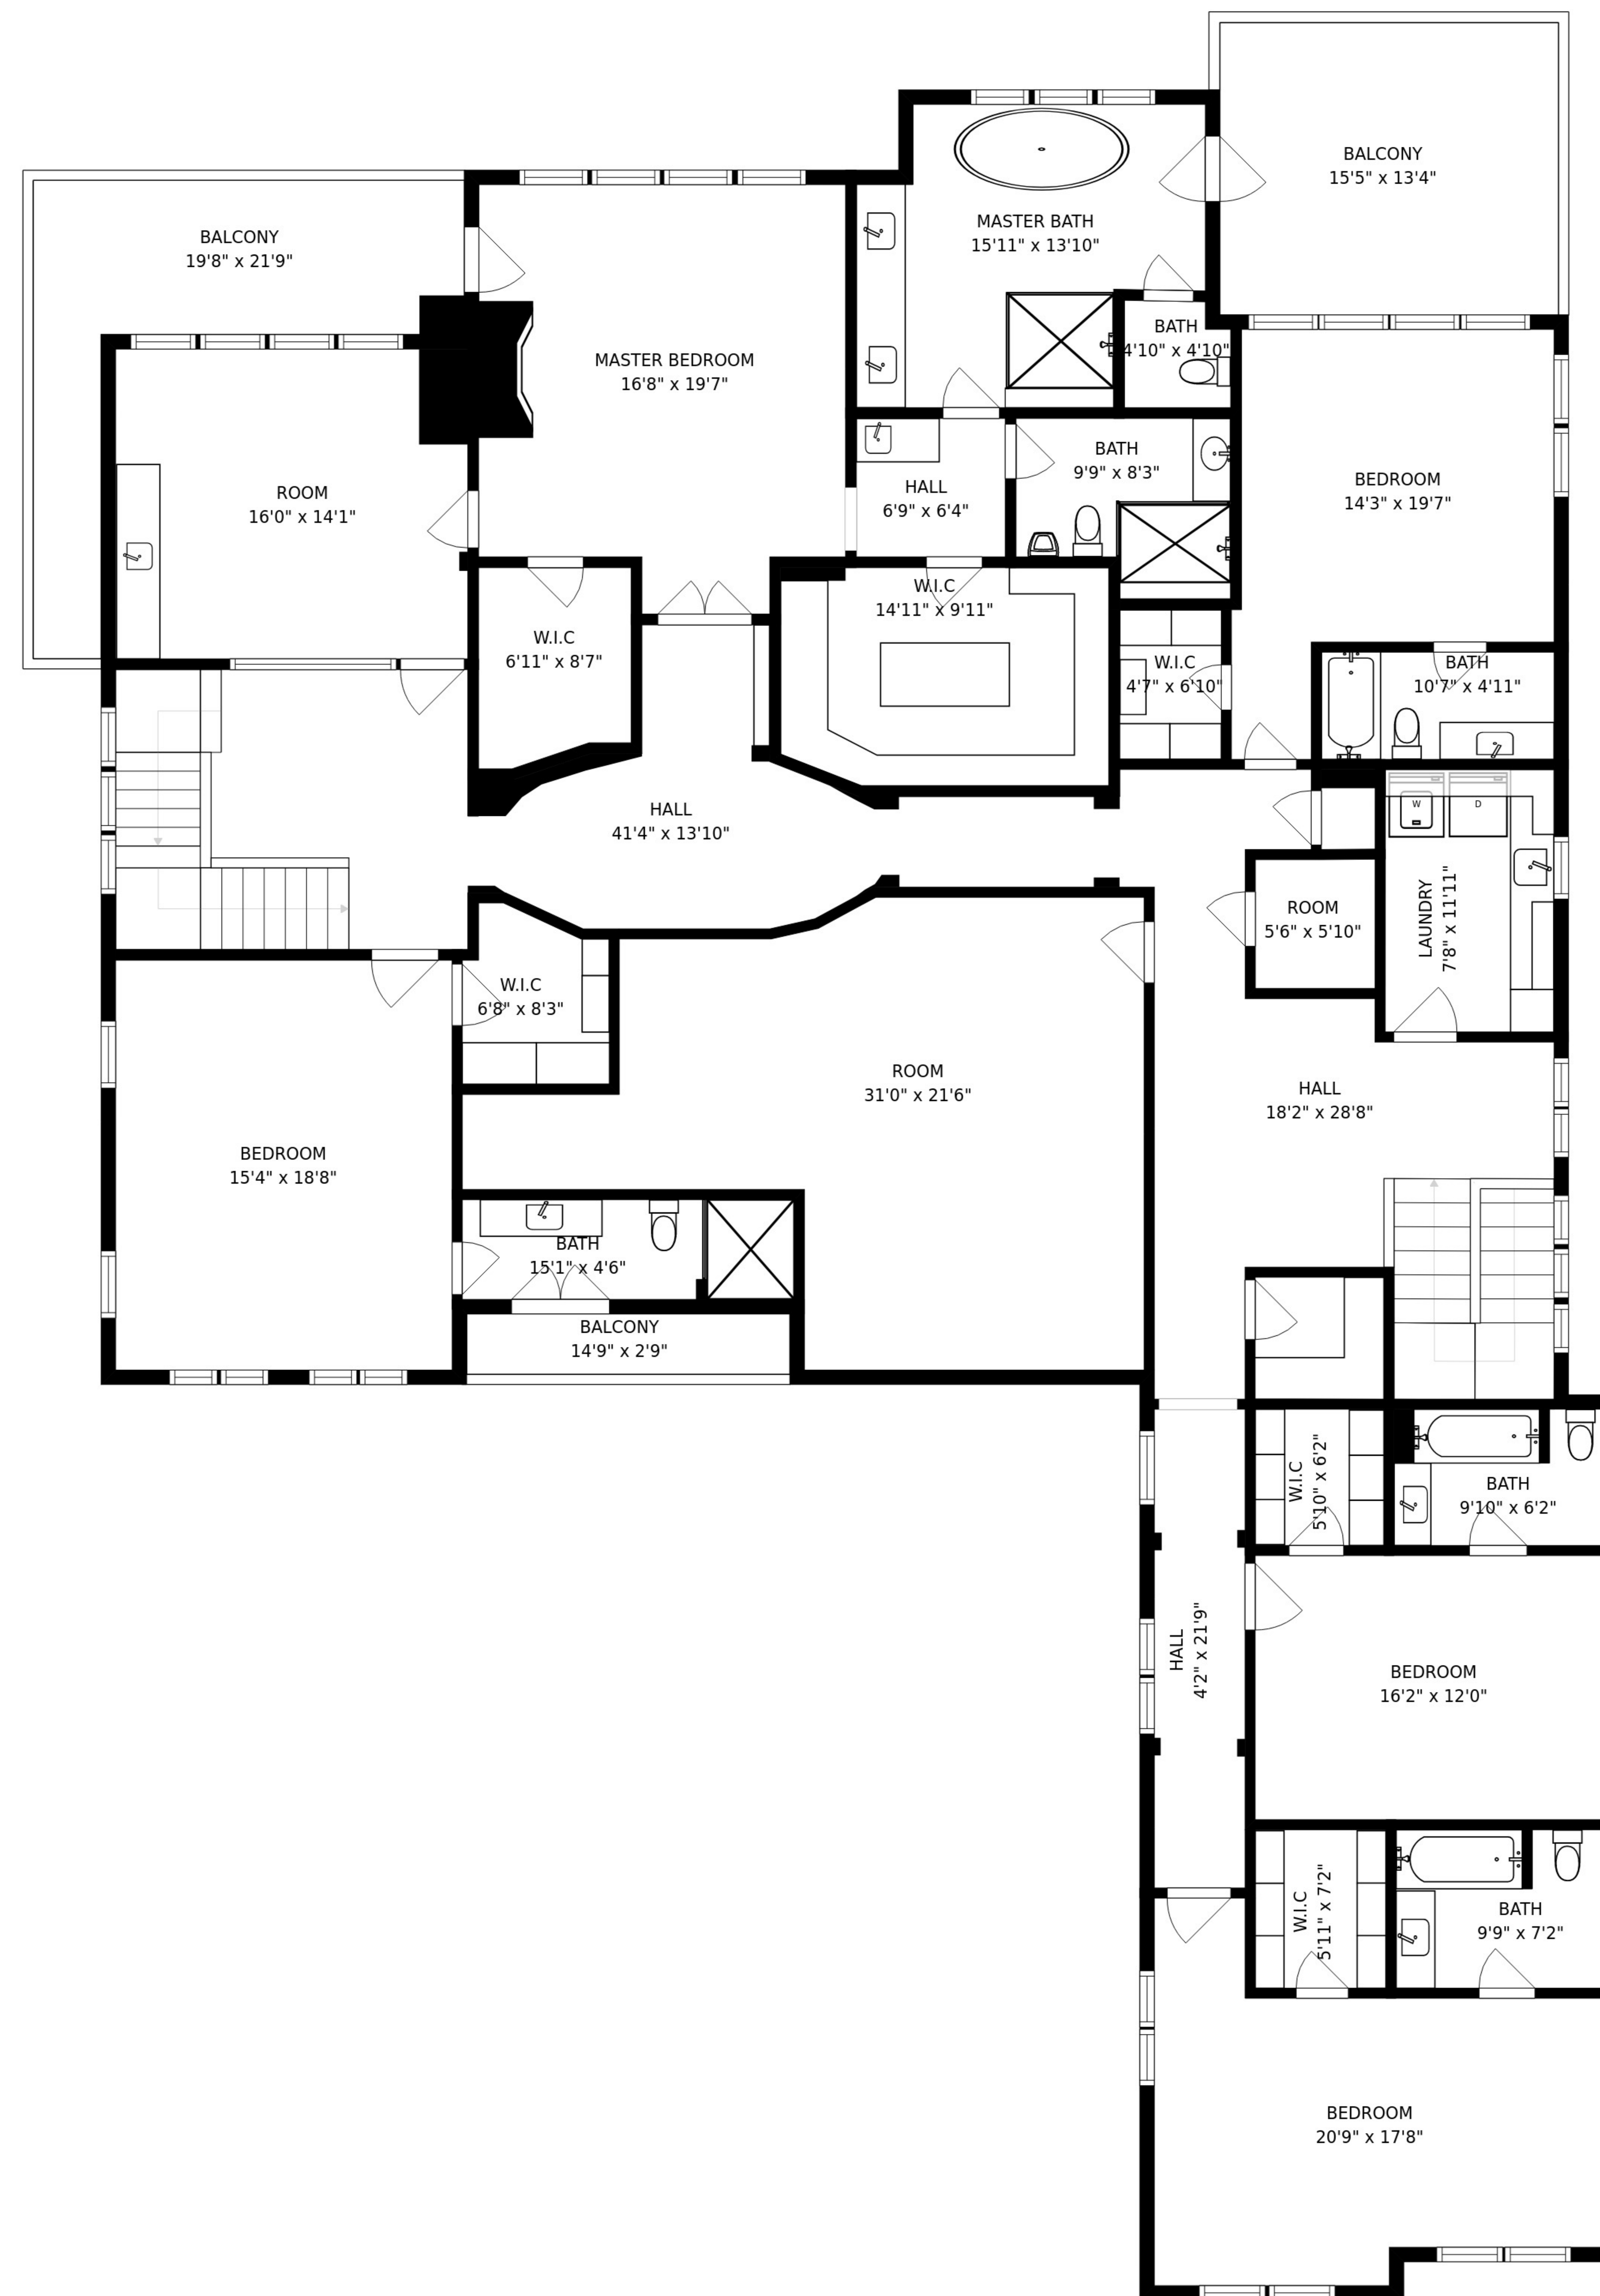 BALCONY
15'5" x 13'4"
MASTER BATH
15'11" x 13'10"
BALCONY
19'8" x 21'9"
BATH
4'10" x 4'10"
MASTER BEDROOM
16'8" x 19'7"
BATH
9'9" x 8'3"
BEDROOM
14'3" x 19'7"
HALL
6'9" x 6'4"
ROOM
16'0" x 14'1"
W.I.C
14'11" x 9'11"
W.I.C
6'11" x 8'7"
W.I.C
4'7" x 6'10"
BATH
10'7" x 4'11"
HALL
41'4" x 13'10"
W
D
LAUNDRY
7'8" x 11'11"
ROOM
5'6" x 5'10"
W.I.C
6'8" x 8'3"
ROOM
31'0" x 21'6"
HALL
18'2" x 28'8"
BEDROOM
15'4" x 18'8"
BATH
15'1" x 4'6"
BALCONY
14'9" x 2'9"
W.I.C
5'10" x 6'2"
BATH
9'10" x 6'2"
HALL
4'2" x 21'9"
BEDROOM
16'2" x 12'0"
W.I.C
5'11" x 7'2"
BATH
9'9" x 7'2"
BEDROOM
20'9" x 17'8"